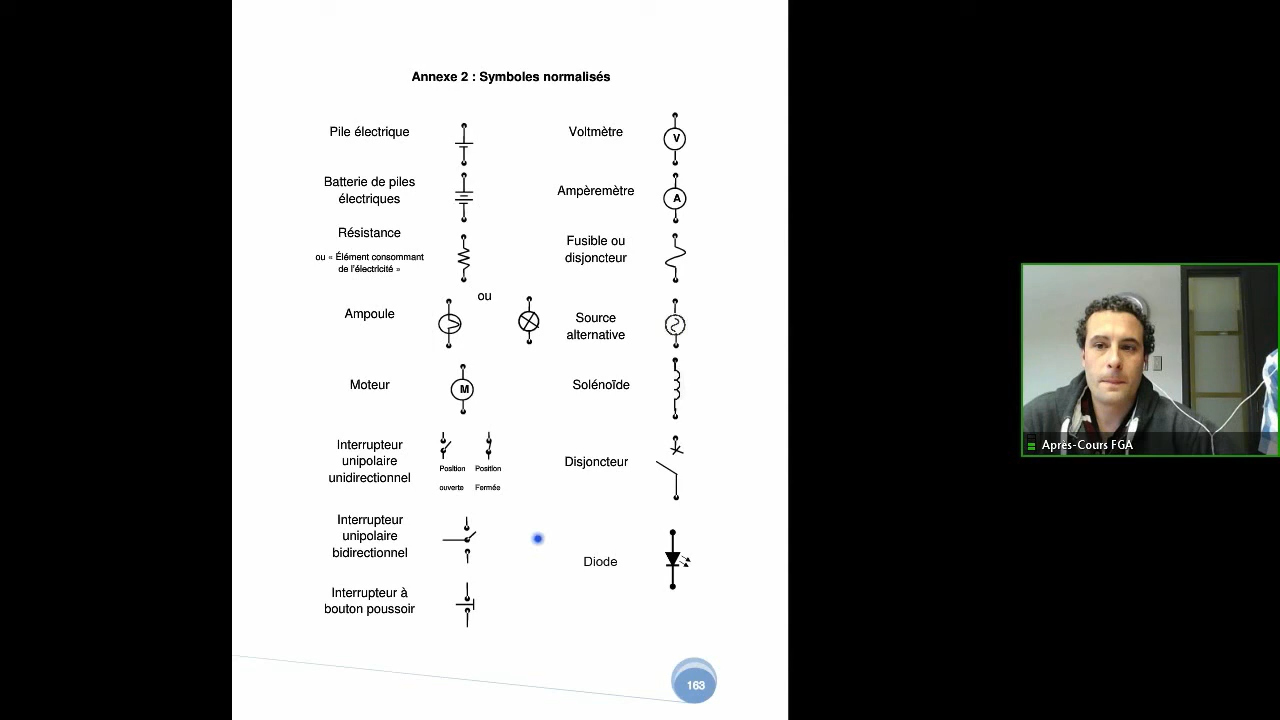 Annexe 2 : Symboles normalisés
Pile électrique
Batterie de piles
électriques
Résistance
ou « Élément consommant
de l'électricité »
Ampoule
ou
Moteur
M
Interrupteur
unipolaire
unidirectionnel
Position
ouverte
Position
Fermée
Interrupteur
unipolaire
bidirectionnel
Interrupteur à
bouton poussoir
Voltmètre
V
Ampèremètre
A
Fusible ou
disjoncteur
Source
alternative
Solénoïde
Disjoncteur
Diode
163
Apres-Cours FGA